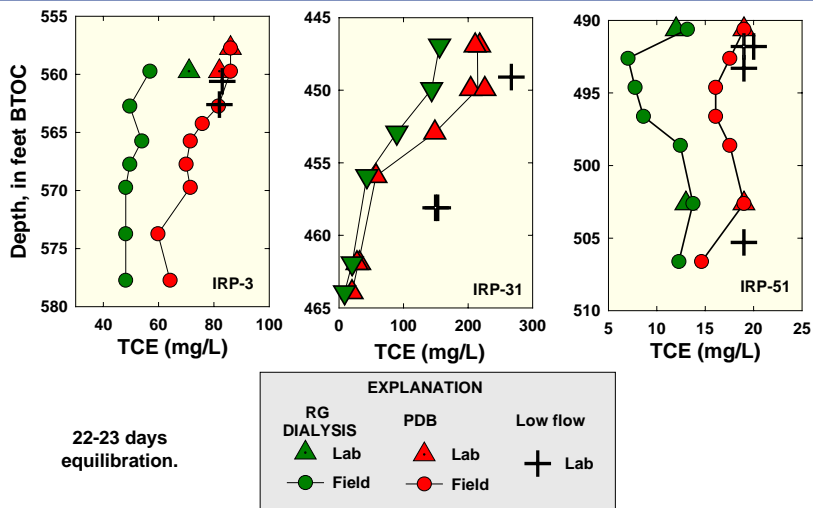 Depth, in feet BTOC
555
560
565
570
575
580
40 60 80 100
TCE (mg/L)
IRP-3
445
450
455
460
465
0 100 200 300
TCE (mg/L)
IRP-31
490
495
500
505
510
5 10 15 20 25
TCE (mg/L)
IRP-51
22-23 days
equilibration.
EXPLANATION
RG
DIALYSIS
Lab
Field
PDB
Lab
Field
Low flow
Lab